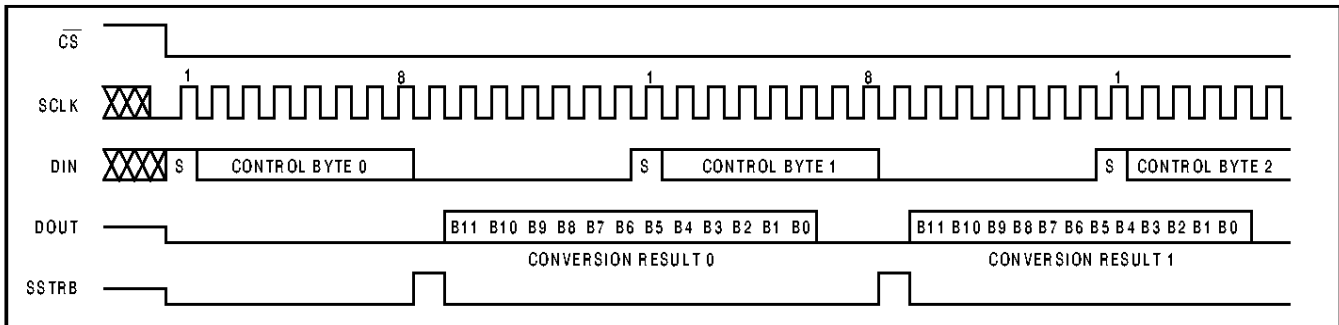 CS
1 8 1 8 1
SCLK
DIN S CONTROL BYTE 0 S CONTROL BYTE 1 S CONTROL BYTE 2
DOUT B11 B10 B9 B8 B7 B6 B5 B4 B3 B2 B1 B0 B11 B10 B9 B8 B7 B6 B5 B4 B3 B2 B1 B0
CONVERSION RESULT 0 CONVERSION RESULT 1
SSTRB